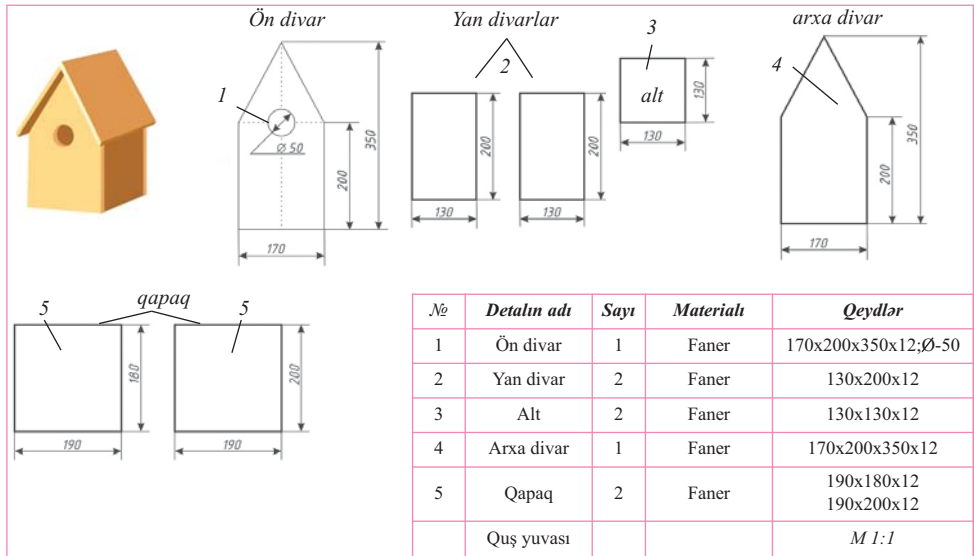 Ön divar
Yan divarlar
arxa divar
1
Ø 50
200
350
170
2
200
130
200
130
3
alt
130
130
4
200
350
170
qapaq
5
5
180
190
200
190
№ Detalın adı Sayı Materialı Qeydlər
1 Ön divar 1 Faner 170x200x350x12;Ø-50
2 Yan divar 2 Faner 130x200x12
3 Alt 2 Faner 130x130x12
4 Arxa divar 1 Faner 170x200x350x12
5 Qapaq 2 Faner 190x180x12
190x200x12
Quş yuvası M 1:1